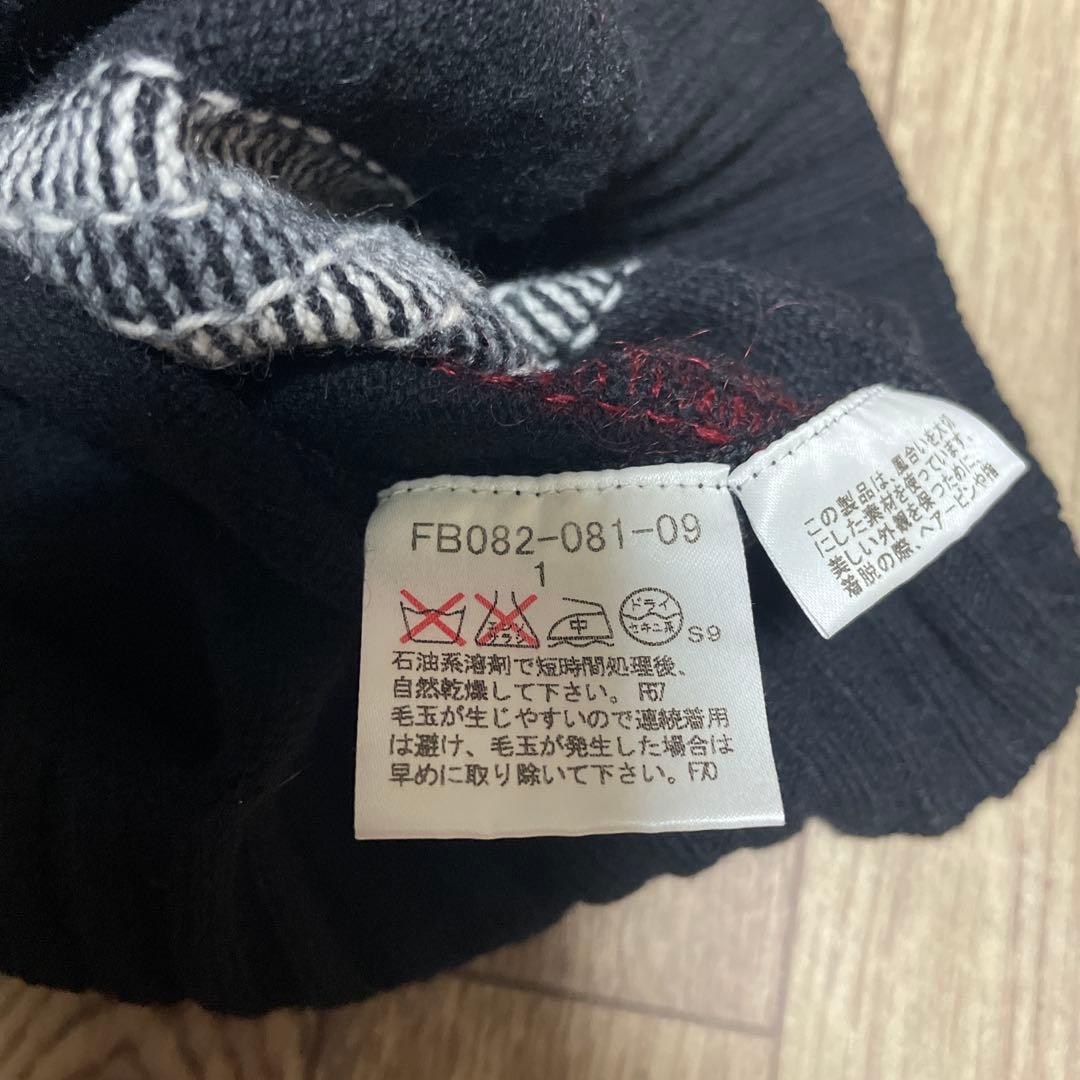 FB082-081-09
1
エンソ
サラシ
中
ドライ
セキユ系
S9
石油系溶剤で短時間処理後、
自然乾燥して下さい。F67
毛玉が生じやすいので連続着用
は避け、毛玉が発生した場合は
早めに取り除いて下さい。F70
この製品は、風合いを大切
にした素材を使っています。
美しい外観を保つために、
着脱の際、ヘアーピンや指